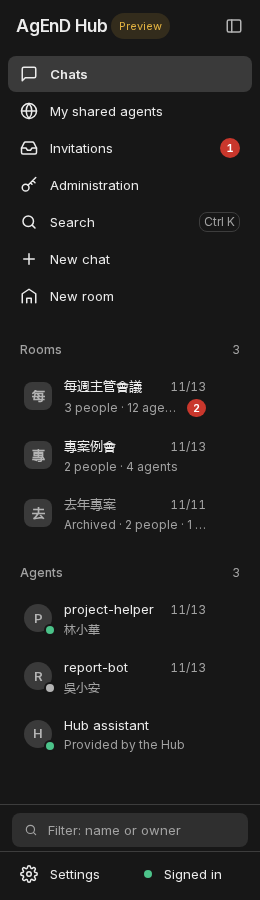 AgEnD Hub Preview
Chats
My shared agents
Invitations 1
Administration
Search Ctrl K
New chat
New room
Rooms 3
每 每週主管會議 11/13
3 people · 12 age… 2
專 專案例會 11/13
2 people · 4 agents
去 去年專案 11/11
Archived · 2 people · 1 …
Agents 3
P project-helper 11/13
林小華
R report-bot 11/13
吳小安
H Hub assistant
Provided by the Hub
Filter: name or owner
Settings Signed in